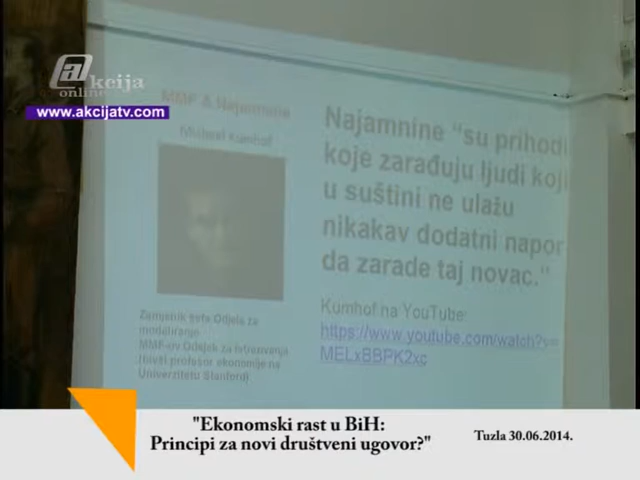 @kcija
online
www.akcijatv.com
MMF & Najamnine
Michael Kumhof
Najamnine “su prihodi
koje zarađuju ljudi koji
u suštini ne ulažu
nikakav dodatni napor
da zarade taj novac.“
Kumhof na YouTube:
https://www.youtube.com/watch?v=
MELxBBPK2xc
Zamjenik šefa Odjela za
modeliranje
MMF-ov Odsjek za istraživanja
(bivši profesor ekonomije na
Univerzitetu Stanford)
"Ekonomski rast u BiH:
Principi za novi društveni ugovor?"
Tuzla 30.06.2014.